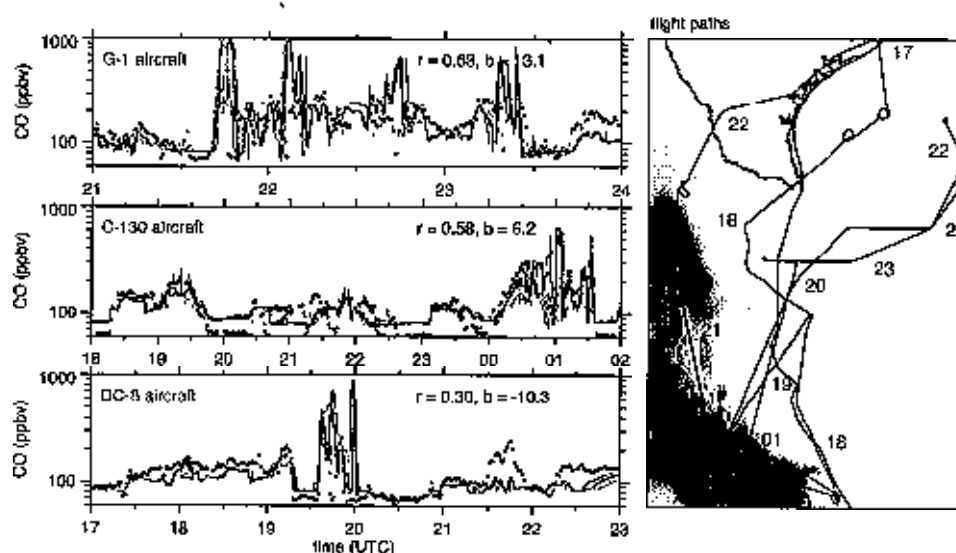 flight paths
1000
G-1 aircraft
r = 0.63, b = 13.1
CO (ppbv)
100
21 22 23 24
1000
C-130 aircraft
r = 0.58, b = 6.2
CO (ppbv)
100
18 19 20 21 22 23 00 01 02
1000
DC-8 aircraft
r = 0.30, b = -10.3
CO (ppbv)
100
17 18 19 20 21 22 23
time (UTC)
17
22
22
18
23
20
19
01
18